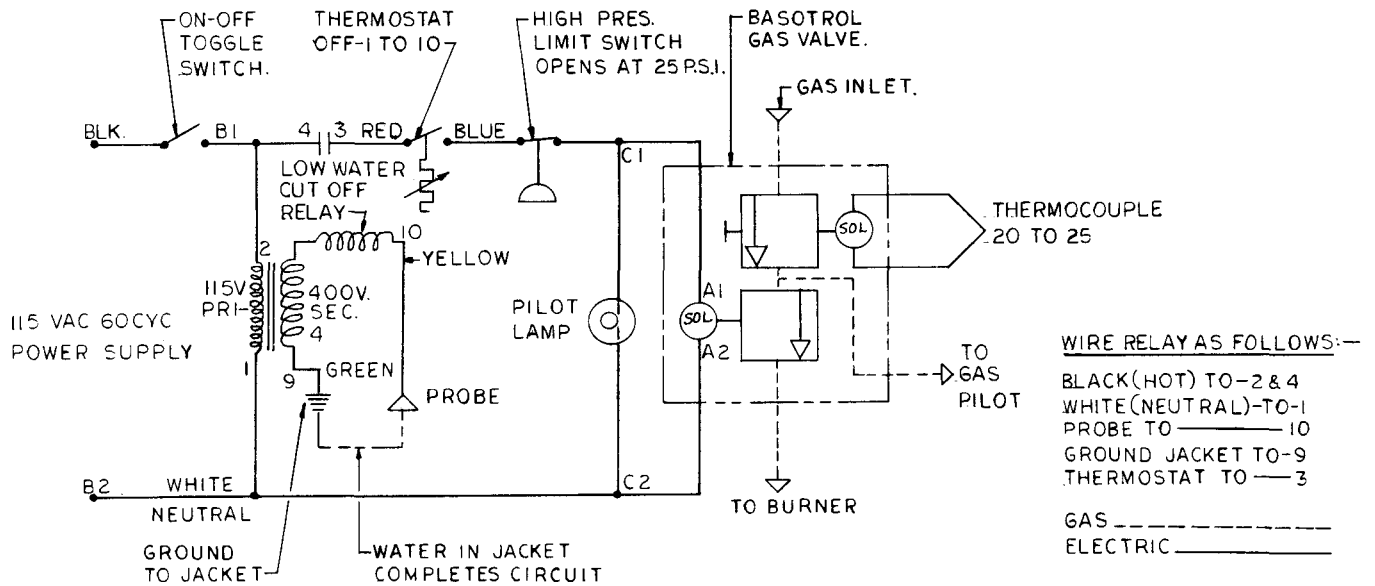 ON-OFF
TOGGLE
SWITCH.
THERMOSTAT
OFF-1 TO 10
HIGH PRES.
LIMIT SWITCH
OPENS AT 25 P.S.I.
BASOTROL
GAS VALVE.
GAS INLET.
BLK.
B1
4
3
RED
BLUE
C1
LOW WATER
CUT OFF
RELAY
10
YELLOW
2
115V
PRI
400V.
SEC.
4
1
9
GREEN
PROBE
115 VAC 60CYC
POWER SUPPLY
PILOT
LAMP
SOL
THERMOCOUPLE
20 TO 25
A1
SOL
A2
TO
GAS
PILOT
B2
WHITE
NEUTRAL
C2
TO BURNER
GROUND
TO JACKET
WATER IN JACKET
COMPLETES CIRCUIT
WIRE RELAY AS FOLLOWS:-
BLACK(HOT) TO-2 & 4
WHITE(NEUTRAL)-TO-1
PROBE TO 10
GROUND JACKET TO-9
THERMOSTAT TO 3
GAS
ELECTRIC